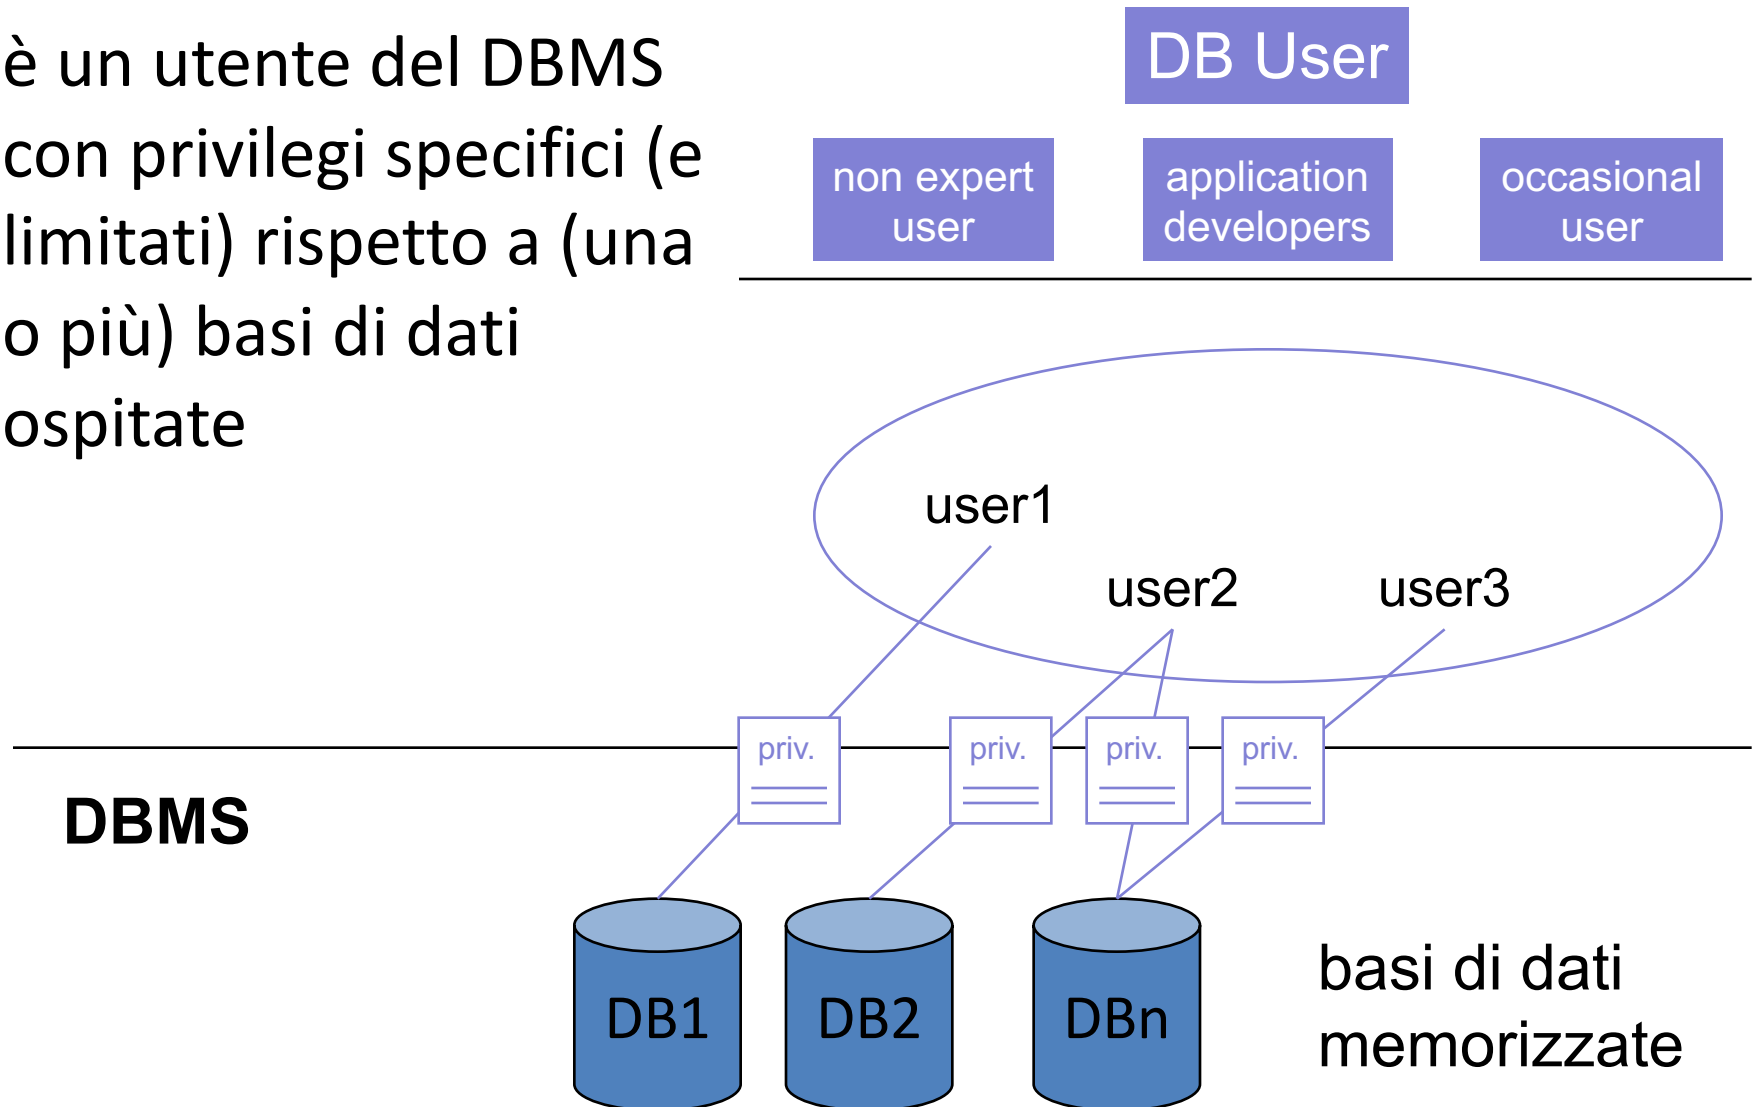 è un utente del DBMS
con privilegi specifici (e
limitati) rispetto a (una
o più) basi di dati
ospitate
DB User
non expert
user
application
developers
occasional
user
user1
user2
user3
priv.
priv.
priv.
priv.
DBMS
DB1
DB2
DBn
basi di dati
memorizzate